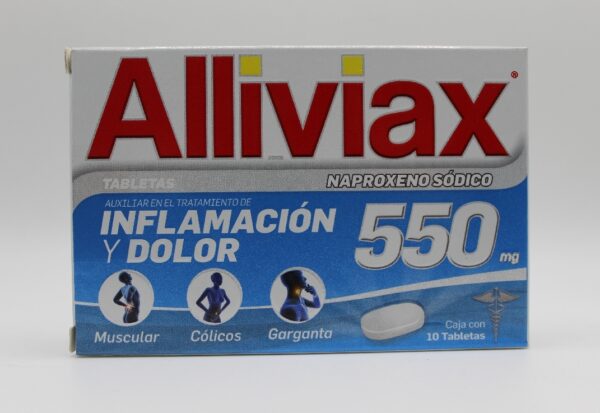 Alliviax®
TABLETAS
NAPROXENO SÓDICO
AUXILIAR EN EL TRATAMIENTO DE
INFLAMACIÓN
Y DOLOR
550 mg
Muscular
Cólicos
Garganta
Caja con
10 Tabletas